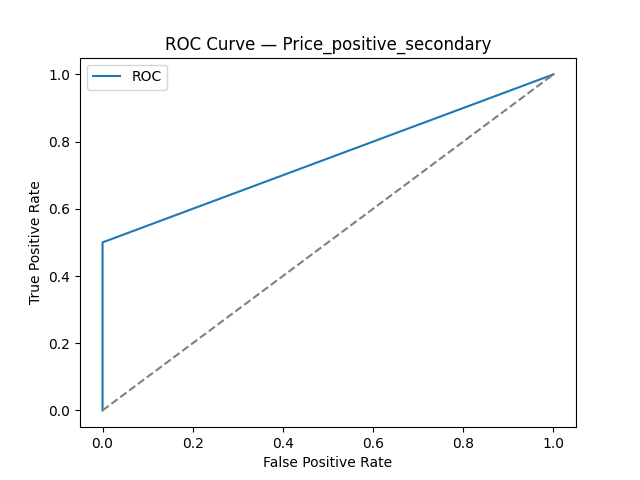 ROC Curve — Price_positive_secondary
ROC
True Positive Rate
1.0
0.8
0.6
0.4
0.2
0.0
0.0 0.2 0.4 0.6 0.8 1.0
False Positive Rate